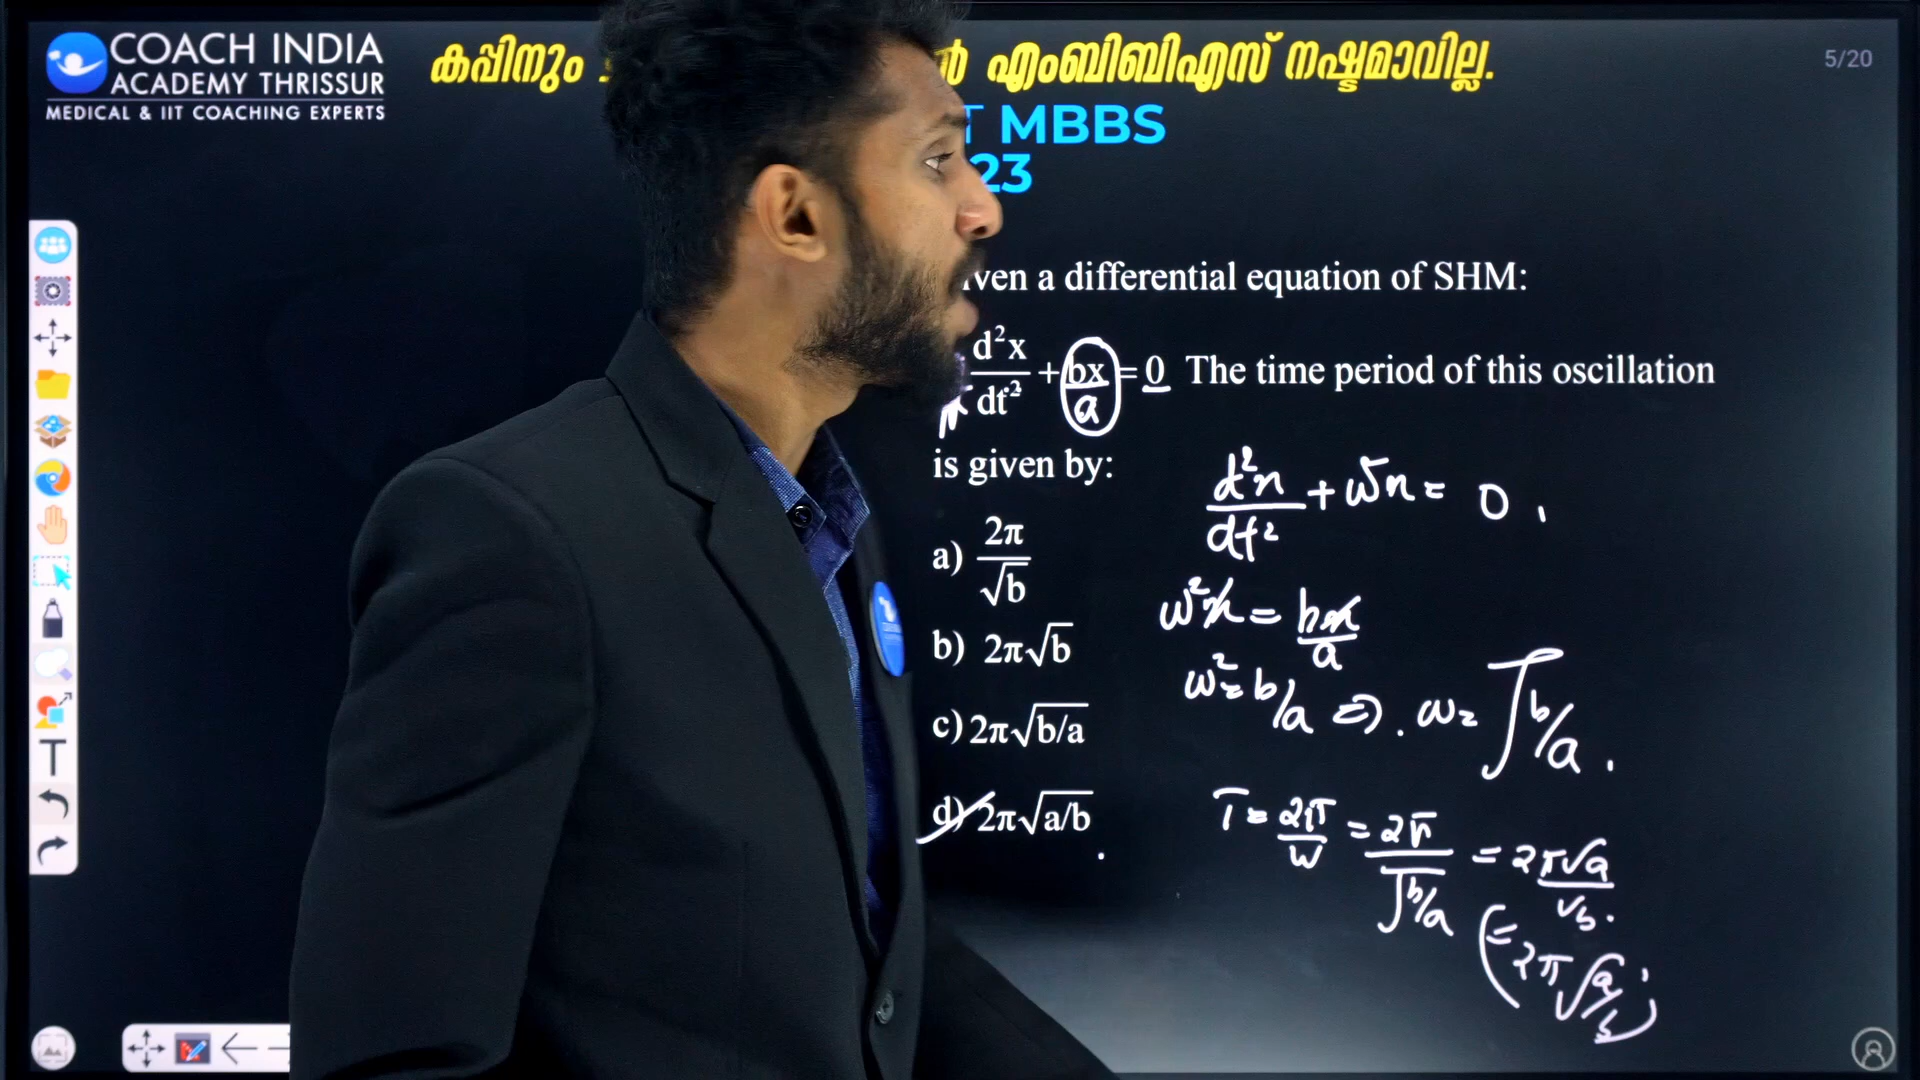 COACH INDIA
ACADEMY THRISSUR
MEDICAL & IIT COACHING EXPERTS
കപ്പിനും എംബിബിഎസ് നഷ്ടമാവില്ല.
5/20
MBBS
23
a differential equation of SHM:
d²x/dt² + bx/a = 0 The time period of this oscillation
is given by:
a) 2π/√b
b) 2π√b
c) 2π√b/a
d) 2π√a/b
d²x/dt² + ω²x = 0.
ω²x = bx/a
ω² = b/a ⇒ . ω = √b/a .
T = 2π/ω = 2π/√b/a = 2π√a/√b.
(= 2π√a/b)
T